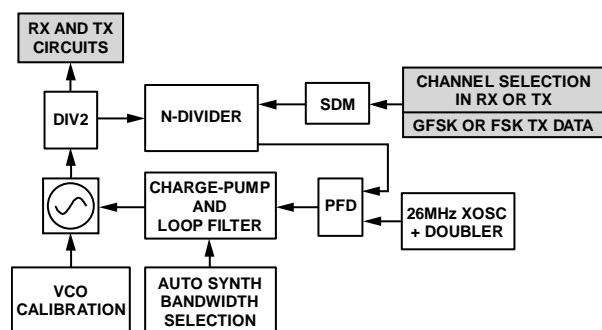 RX AND TX
CIRCUITS
DIV2
N-DIVIDER
SDM
CHANNEL SELECTION
IN RX OR TX
GFSK OR FSK TX DATA
CHARGE-PUMP
AND
LOOP FILTER
PFD
26MHz XOSC
+ DOUBLER
VCO
CALIBRATION
AUTO SYNTH
BANDWIDTH
SELECTION